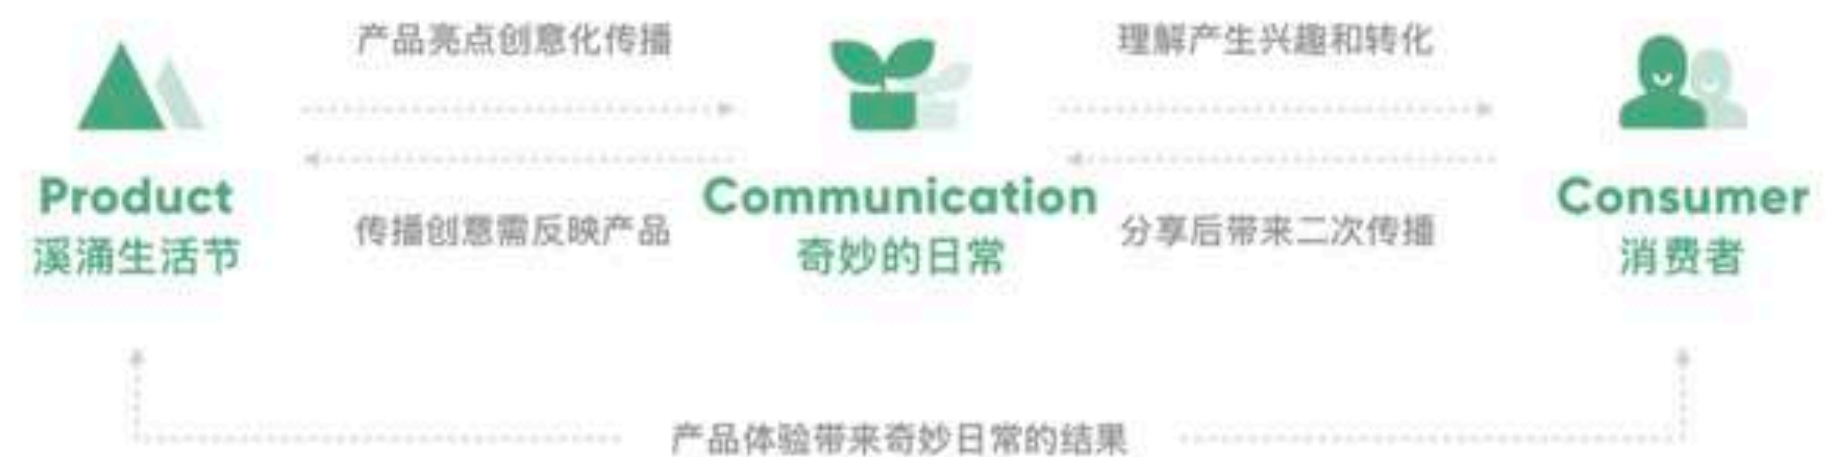 产品亮点创意化传播
理解产生兴趣和转化
Product
Communication
Consumer
溪涌生活节
传播创意需反映产品
奇妙的日常
分享后带来二次传播
消费者
产品体验带来奇妙日常的结果